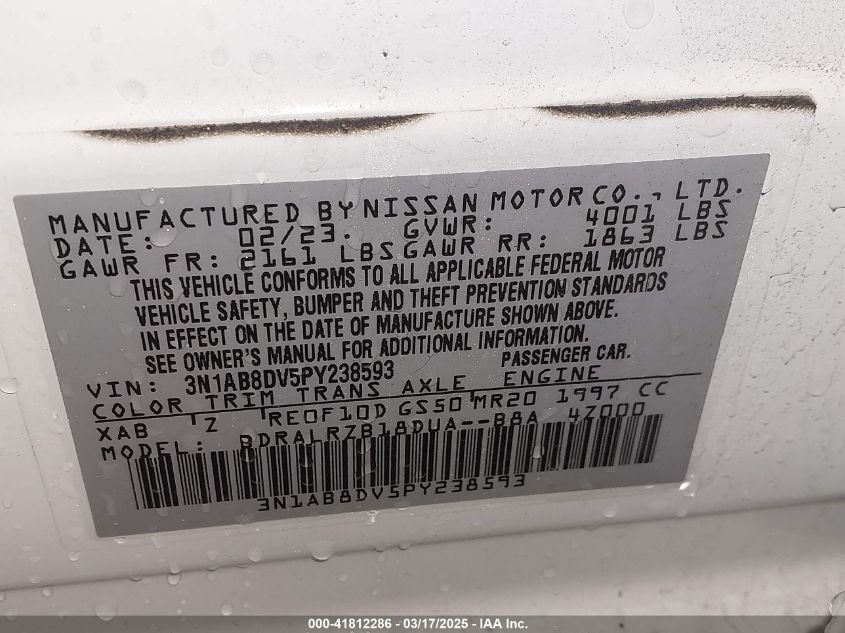 MANUFACTURED BY NISSAN MOTOR CO., LTD.
DATE: 02/23. GVWR: 4001 LBS
GAWR FR: 2161 LBS GAWR RR: 1863 LBS
THIS VEHICLE CONFORMS TO ALL APPLICABLE FEDERAL MOTOR
VEHICLE SAFETY, BUMPER AND THEFT PREVENTION STANDARDS
IN EFFECT ON THE DATE OF MANUFACTURE SHOWN ABOVE.
SEE OWNER'S MANUAL FOR ADDITIONAL INFORMATION.
VIN: 3N1AB8DV5PY238593 PASSENGER CAR.
COLOR TRIM TRANS AXLE ENGINE
XAB Z RE0F10D GS50 MR20 1997 CC
MODEL: BDRALRZB18DUA--B8A 4Z000
3N1AB8DV5PY238593
000-41812286 - 03/17/2025 - IAA Inc.